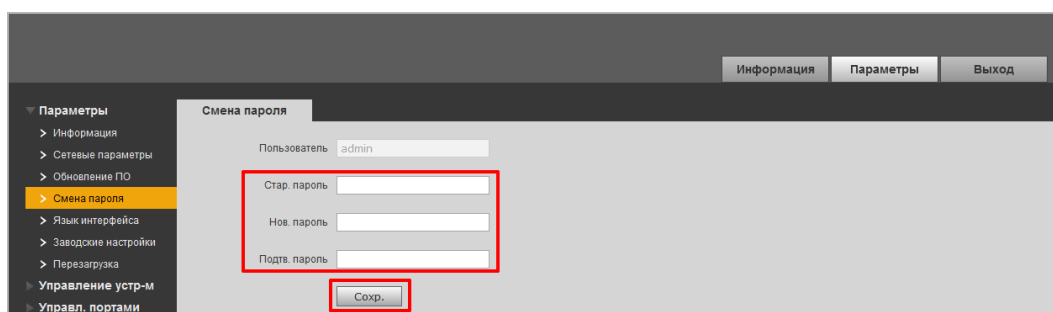 Информация Параметры Выход
Параметры
Смена пароля
Информация
Сетевые параметры
Обновление ПО
Смена пароля
Язык интерфейса
Заводские настройки
Перезагрузка
Управление устр-м
Управл. портами
Пользователь admin
Стар. пароль
Нов. пароль
Подтв. пароль
Сохр.